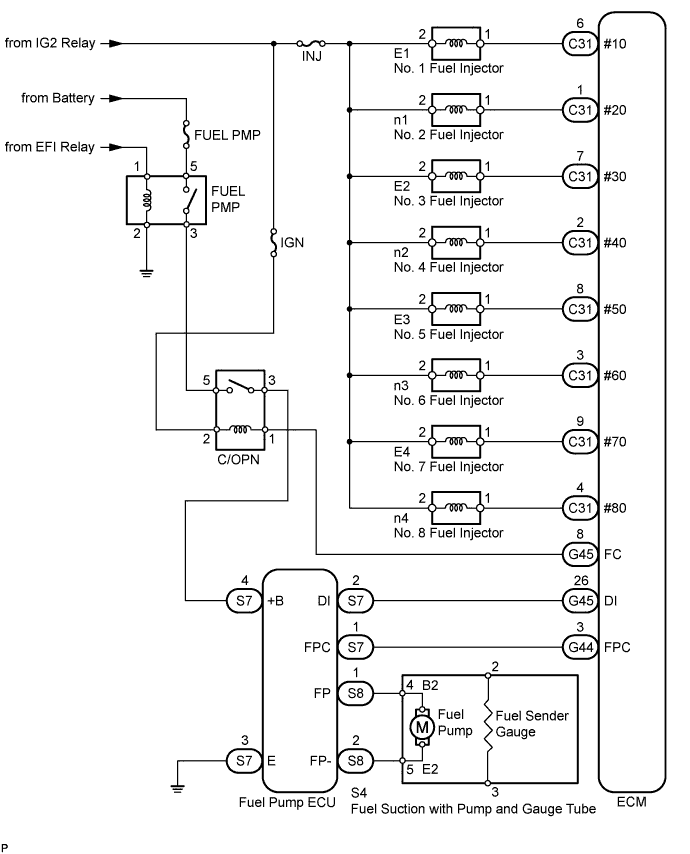 from IG2 Relay
INJ
2 1
E1
No. 1 Fuel Injector
6
C31 #10
from Battery
FUEL PMP
2 1
n1
No. 2 Fuel Injector
1
C31 #20
from EFI Relay
1 5
FUEL
PMP
2 3
2 1
E2
No. 3 Fuel Injector
7
C31 #30
IGN
2 1
n2
No. 4 Fuel Injector
2
C31 #40
2 1
E3
No. 5 Fuel Injector
8
C31 #50
5 3
2 1
C/OPN
2 1
n3
No. 6 Fuel Injector
3
C31 #60
2 1
E4
No. 7 Fuel Injector
9
C31 #70
2 1
n4
No. 8 Fuel Injector
4
C31 #80
8
G45 FC
4
S7 +B
DI
2
S7
26
G45 DI
FPC
1
S7
3
G44 FPC
FP
1
S8
4 B2
M
Fuel
Pump
5 E2
2
Fuel Sender
Gauge
3
3
S7 E
FP-
2
S8
Fuel Pump ECU
S4
Fuel Suction with Pump and Gauge Tube
ECM
P